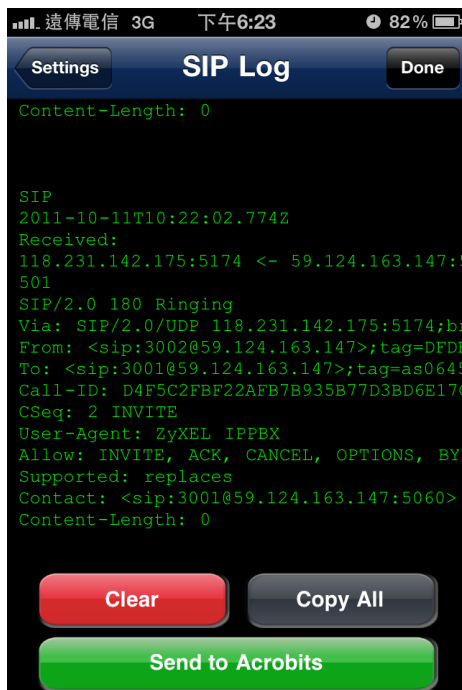 遠傳電信 3G 下午6:23 82%
Settings SIP Log Done
Content-Length: 0
SIP
2011-10-11T10:22:02.774Z
Received:
118.231.142.175:5174 <- 59.124.163.147:5
501
SIP/2.0 180 Ringing
Via: SIP/2.0/UDP 118.231.142.175:5174;br
From: <sip:3002@59.124.163.147>;tag=DFD
To: <sip:3001@59.124.163.147>;tag=as0645
Call-ID: D4F5C2FBF22AFB7B935B77D3BD6E17
CSeq: 2 INVITE
User-Agent: ZyXEL IPPBX
Allow: INVITE, ACK, CANCEL, OPTIONS, BY
Supported: replaces
Contact: <sip:3001@59.124.163.147:5060>
Content-Length: 0
Clear Copy All
Send to Acrobits